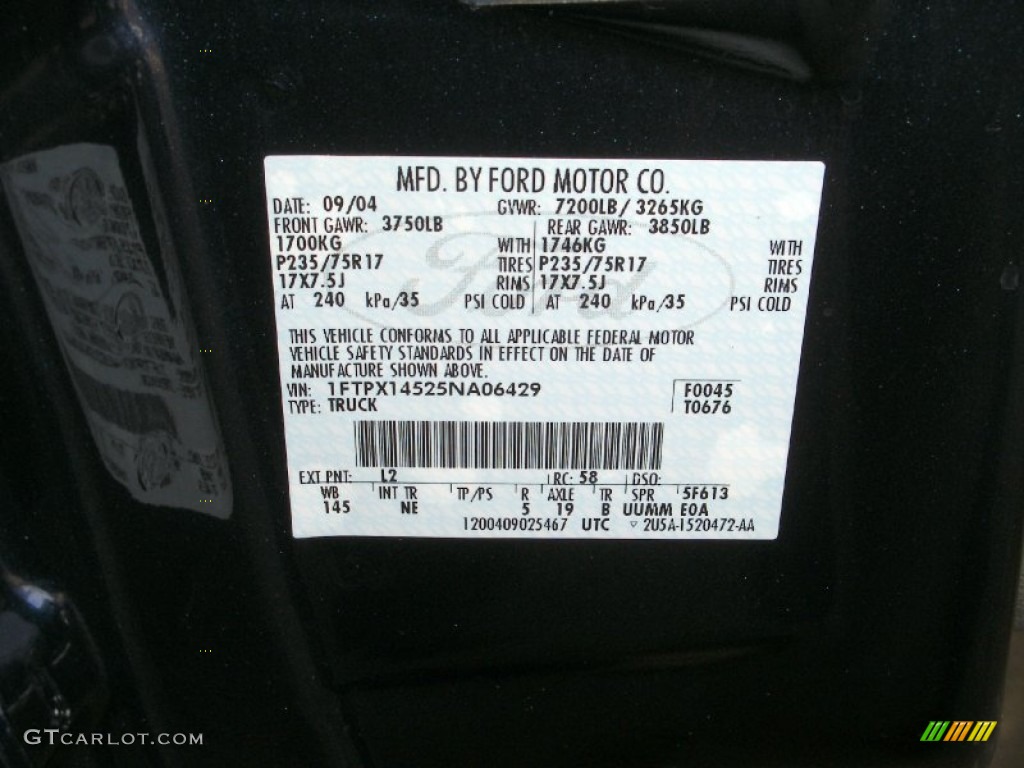 MFD. BY FORD MOTOR CO.
DATE: 09/04 GVWR: 7200LB/ 3265KG
FRONT GAWR: 3750LB REAR GAWR: 3850LB
1700KG WITH 1746KG WITH
P235/75R17 TIRES P235/75R17 TIRES
17X7.5J RIMS 17X7.5J RIMS
AT 240 kPa/35 PSI COLD AT 240 kPa/35 PSI COLD
THIS VEHICLE CONFORMS TO ALL APPLICABLE FEDERAL MOTOR
VEHICLE SAFETY STANDARDS IN EFFECT ON THE DATE OF
MANUFACTURE SHOWN ABOVE.
VIN: 1FTPX14525NA06429 F0045
TYPE: TRUCK T0676
EXT PNT: L2 RC: 58 DSO:
WB INT TR TP/PS R AXLE TR SPR 5F613
145 NE 5 19 B UUMM E0A
1200409025467 UTC ▽ 2U5A-1520472-AA
Ford
GTCARLOT.COM